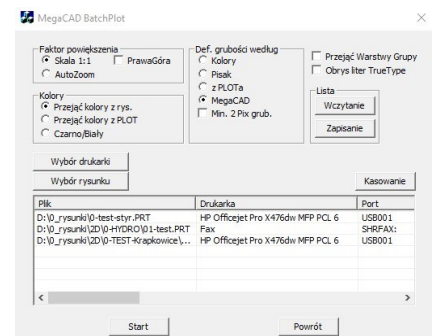 MegaCAD BatchPlot
Faktor powiększenia
Skala 1:1
PrawaGóra
AutoZoom
Kolory
Przejąć kolory z rys.
Przejąć kolory z PLOT
Czarno/Biały
Def. grubości według
Kolory
Pisak
z PLOTa
MegaCAD
Min. 2 Pix grub.
Przejąć Warstwy Grupy
Obrys liter TrueType
Lista
Wczytanie
Zapisanie
Wybór drukarki
Wybór rysunku
Kasowanie
Plik Drukarka Port
D:\0_rysunki\0-test-styr.PRT HP Officejet Pro X476dw MFP PCL 6 USB001
D:\0_rysunki\2D\0-HYDRO\01-test.PRT Fax SHRFAX:
D:\0_rysunki\2D\0-TEST-Krapkowice\,... HP Officejet Pro X476dw MFP PCL 6 USB001
Start
Powrót